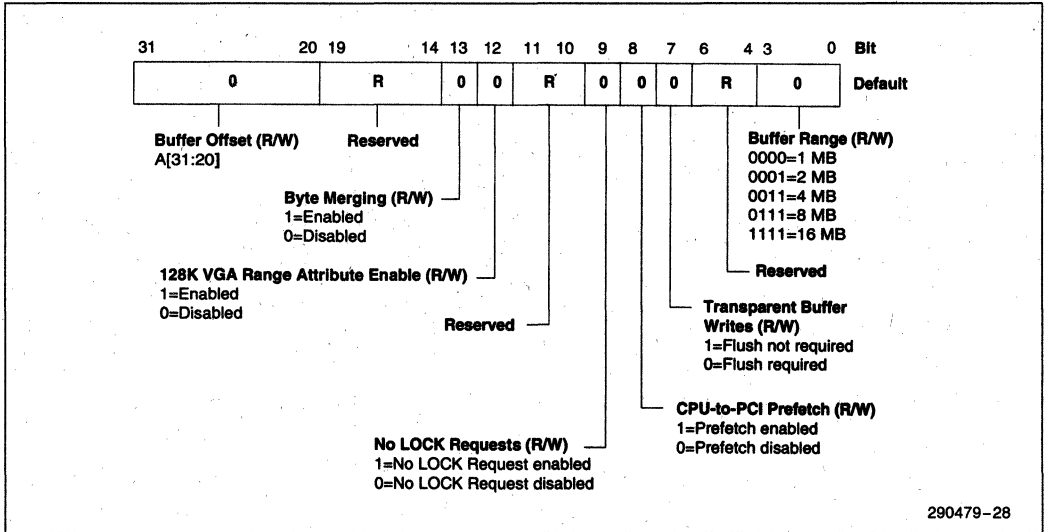 31 20 19 14 13 12 11 10 9 8 7 6 4 3 0 Bit
0 R 0 0 R 0 0 0 R 0 Default
Buffer Offset (R/W)
A[31:20]
Reserved
Byte Merging (R/W)
1=Enabled
0=Disabled
128K VGA Range Attribute Enable (R/W)
1=Enabled
0=Disabled
Reserved
No LOCK Requests (R/W)
1=No LOCK Request enabled
0=No LOCK Request disabled
Buffer Range (R/W)
0000=1 MB
0001=2 MB
0011=4 MB
0111=8 MB
1111=16 MB
Reserved
Transparent Buffer
Writes (R/W)
1=Flush not required
0=Flush required
CPU-to-PCI Prefetch (R/W)
1=Prefetch enabled
0=Prefetch disabled
290479-28